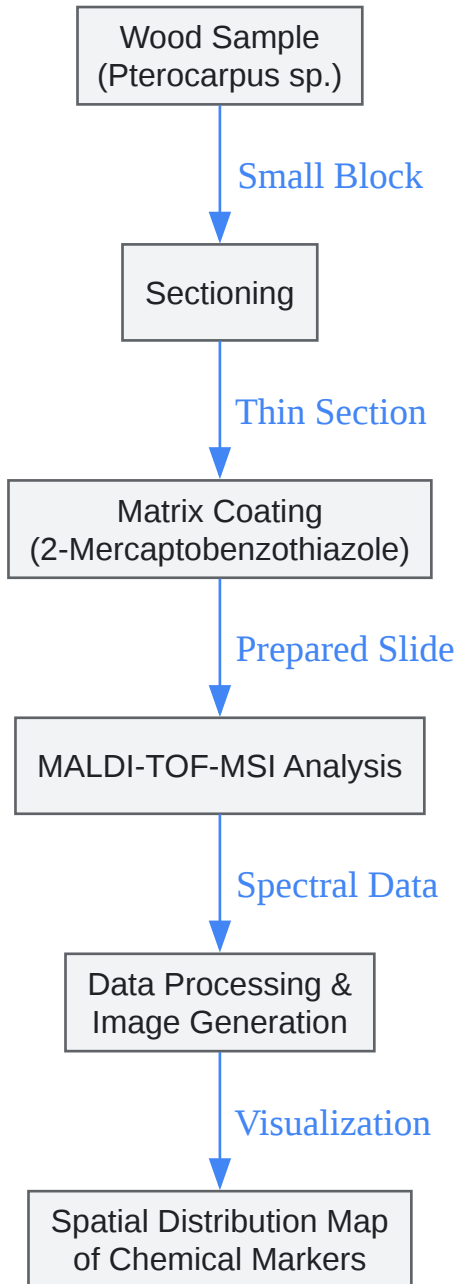 Wood Sample
(Pterocarpus sp.)
Small Block
Sectioning
Thin Section
Matrix Coating
(2-Mercaptobenzothiazole)
Prepared Slide
MALDI-TOF-MSI Analysis
Spectral Data
Data Processing &
Image Generation
Visualization
Spatial Distribution Map
of Chemical Markers